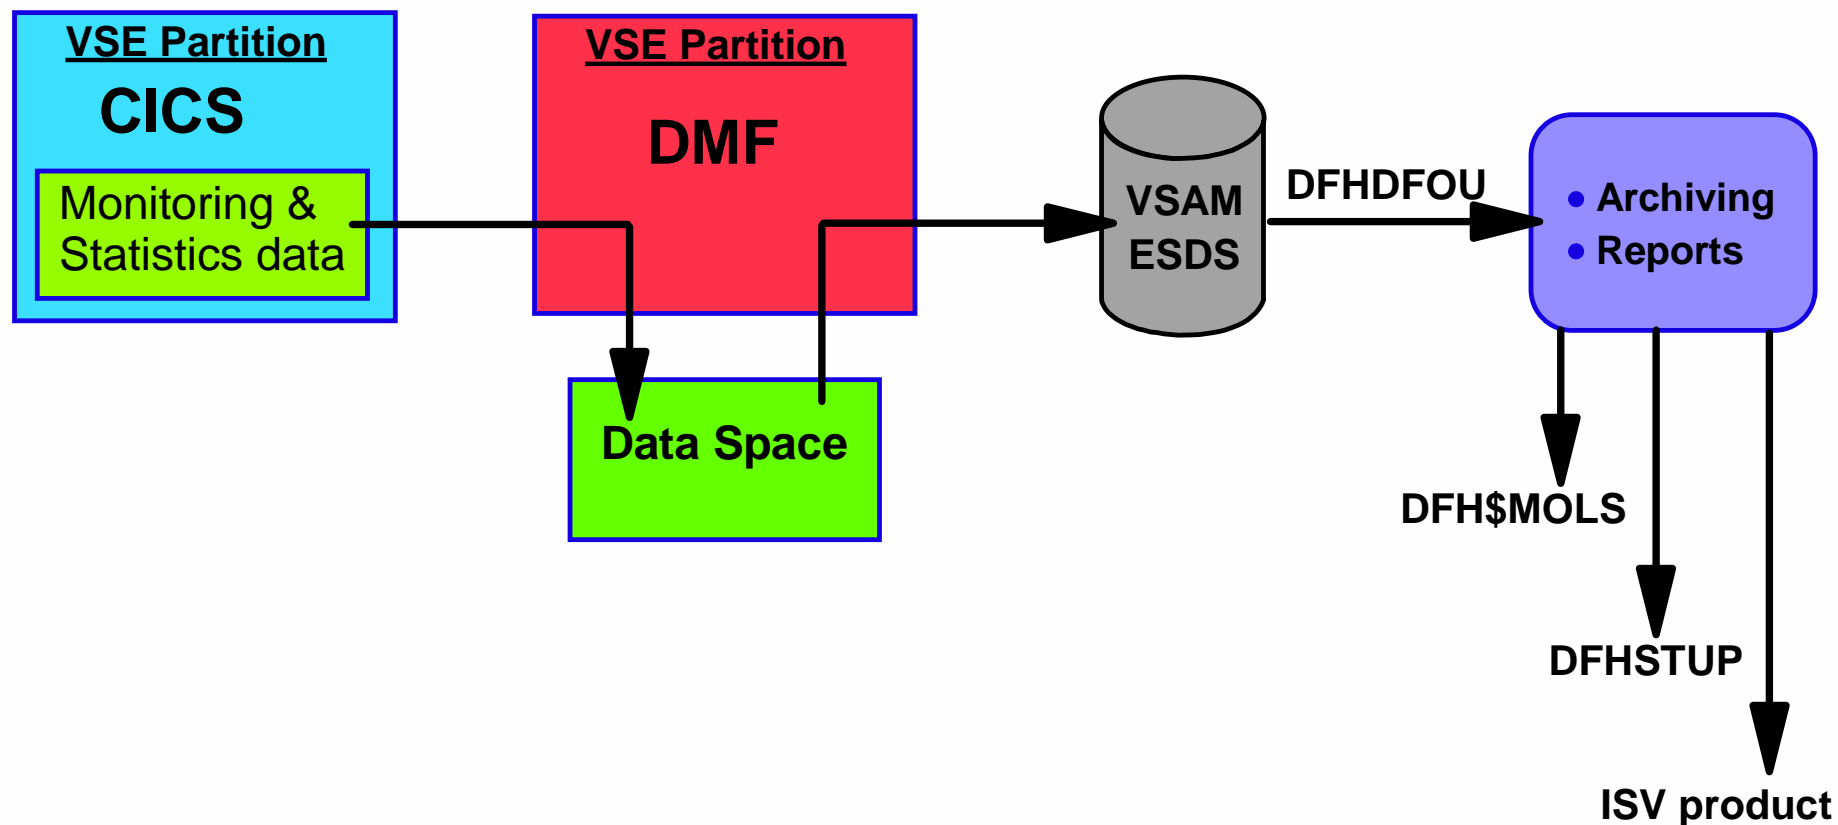 VSE Partition
CICS
Monitoring &
Statistics data
VSE Partition
DMF
Data Space
VSAM
ESDS
DFHDFOU
• Archiving
• Reports
DFH$MOLS
DFHSTUP
ISV product